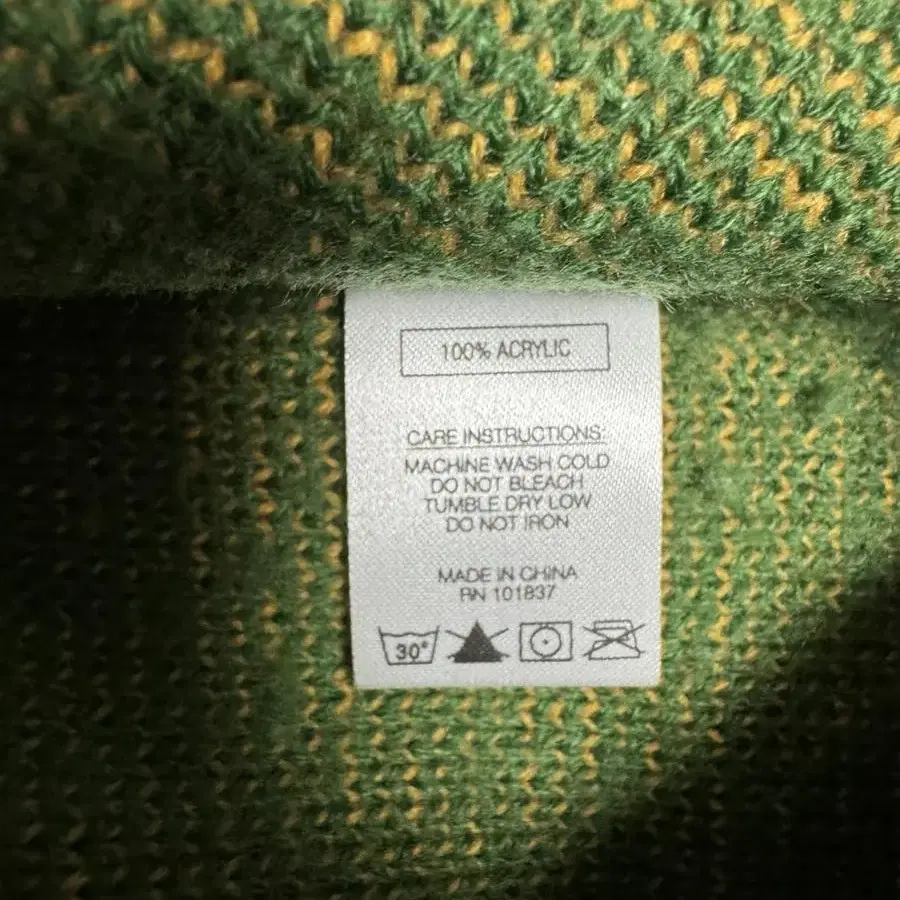 100% ACRYLIC
CARE INSTRUCTIONS:
MACHINE WASH COLD
DO NOT BLEACH
TUMBLE DRY LOW
DO NOT IRON
MADE IN CHINA
RN 101837
30°